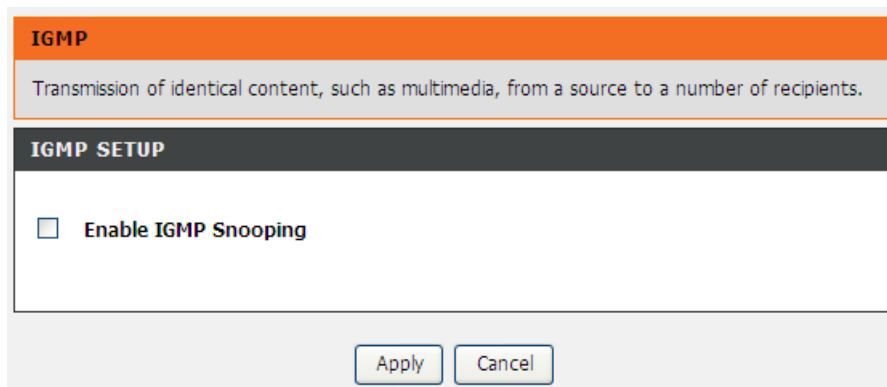 IGMP
Transmission of identical content, such as multimedia, from a source to a number of recipients.
IGMP SETUP
Enable IGMP Snooping
Apply Cancel